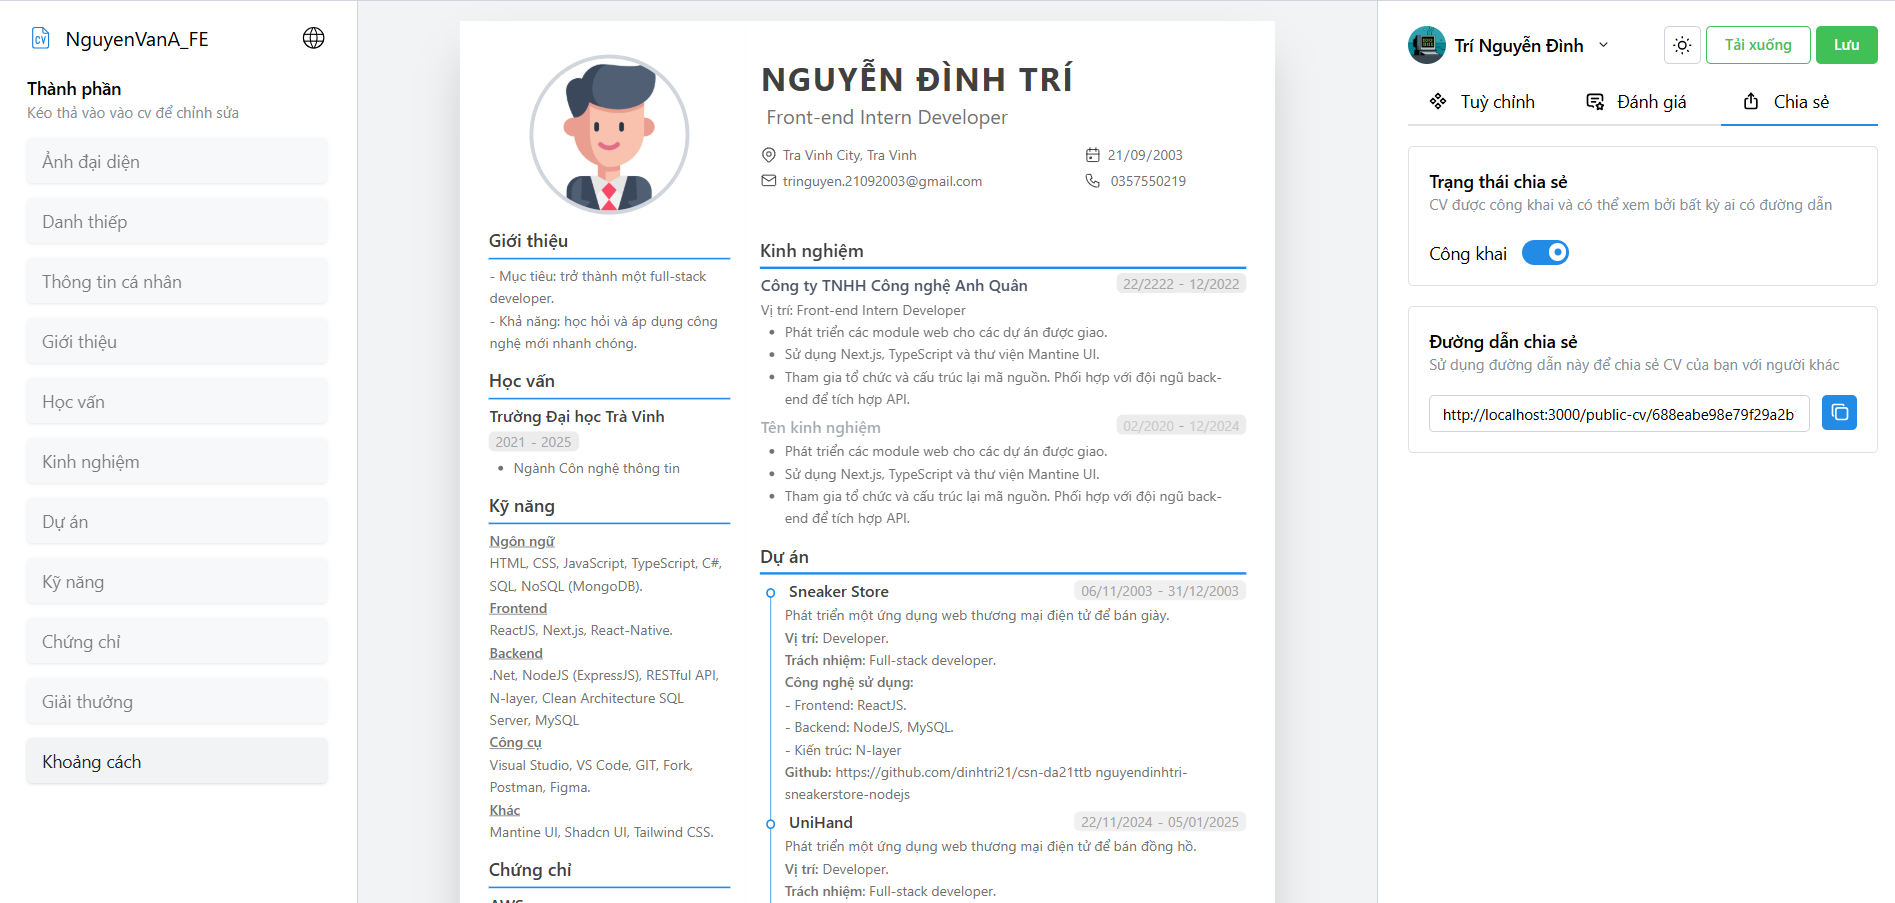 CV
NguyenVanA_FE
Thành phần
Kéo thả vào vào cv để chỉnh sửa
Ảnh đại diện
Danh thiếp
Thông tin cá nhân
Giới thiệu
Học vấn
Kinh nghiệm
Dự án
Kỹ năng
Chứng chỉ
Giải thưởng
Khoảng cách
NGUYỄN ĐÌNH TRÍ
Front-end Intern Developer
Tra Vinh City, Tra Vinh
21/09/2003
tringuyen.21092003@gmail.com
0357550219
Giới thiệu
- Mục tiêu: trở thành một full-stack
developer.
- Khả năng: học hỏi và áp dụng công
nghệ mới nhanh chóng.
Học vấn
Trường Đại học Trà Vinh
2021 - 2025
Ngành Côn nghệ thông tin
Kỹ năng
Ngôn ngữ
HTML, CSS, JavaScript, TypeScript, C#,
SQL, NoSQL (MongoDB).
Frontend
ReactJS, Next.js, React-Native.
Backend
.Net, NodeJS (ExpressJS), RESTful API,
N-layer, Clean Architecture SQL
Server, MySQL
Công cụ
Visual Studio, VS Code, GIT, Fork,
Postman, Figma.
Khác
Mantine UI, Shadcn UI, Tailwind CSS.
Chứng chỉ
AWS
Kinh nghiệm
Công ty TNHH Công nghệ Anh Quân
22/2222 - 12/2022
Vị trí: Front-end Intern Developer
Phát triển các module web cho các dự án được giao.
Sử dụng Next.js, TypeScript và thư viện Mantine UI.
Tham gia tổ chức và cấu trúc lại mã nguồn. Phối hợp với đội ngũ back-
end để tích hợp API.
Tên kinh nghiệm
02/2020 - 12/2024
Phát triển các module web cho các dự án được giao.
Sử dụng Next.js, TypeScript và thư viện Mantine UI.
Tham gia tổ chức và cấu trúc lại mã nguồn. Phối hợp với đội ngũ back-
end để tích hợp API.
Dự án
Sneaker Store
06/11/2003 - 31/12/2003
Phát triển một ứng dụng web thương mại điện tử để bán giày.
Vị trí: Developer.
Trách nhiệm: Full-stack developer.
Công nghệ sử dụng:
- Frontend: ReactJS.
- Backend: NodeJS, MySQL.
- Kiến trúc: N-layer
Github: https://github.com/dinhtri21/csn-da21ttb nguyendinhtri-
sneakerstore-nodejs
UniHand
22/11/2024 - 05/01/2025
Phát triển một ứng dụng web thương mại điện tử để bán đồng hồ.
Vị trí: Developer.
Trách nhiệm: Full-stack developer.
Trí Nguyễn Đình
Tải xuống
Lưu
Tuỳ chỉnh
Đánh giá
Chia sẻ
Trạng thái chia sẻ
CV được công khai và có thể xem bởi bất kỳ ai có đường dẫn
Công khai
Đường dẫn chia sẻ
Sử dụng đường dẫn này để chia sẻ CV của bạn với người khác
http://localhost:3000/public-cv/688eabe98e79f29a2b